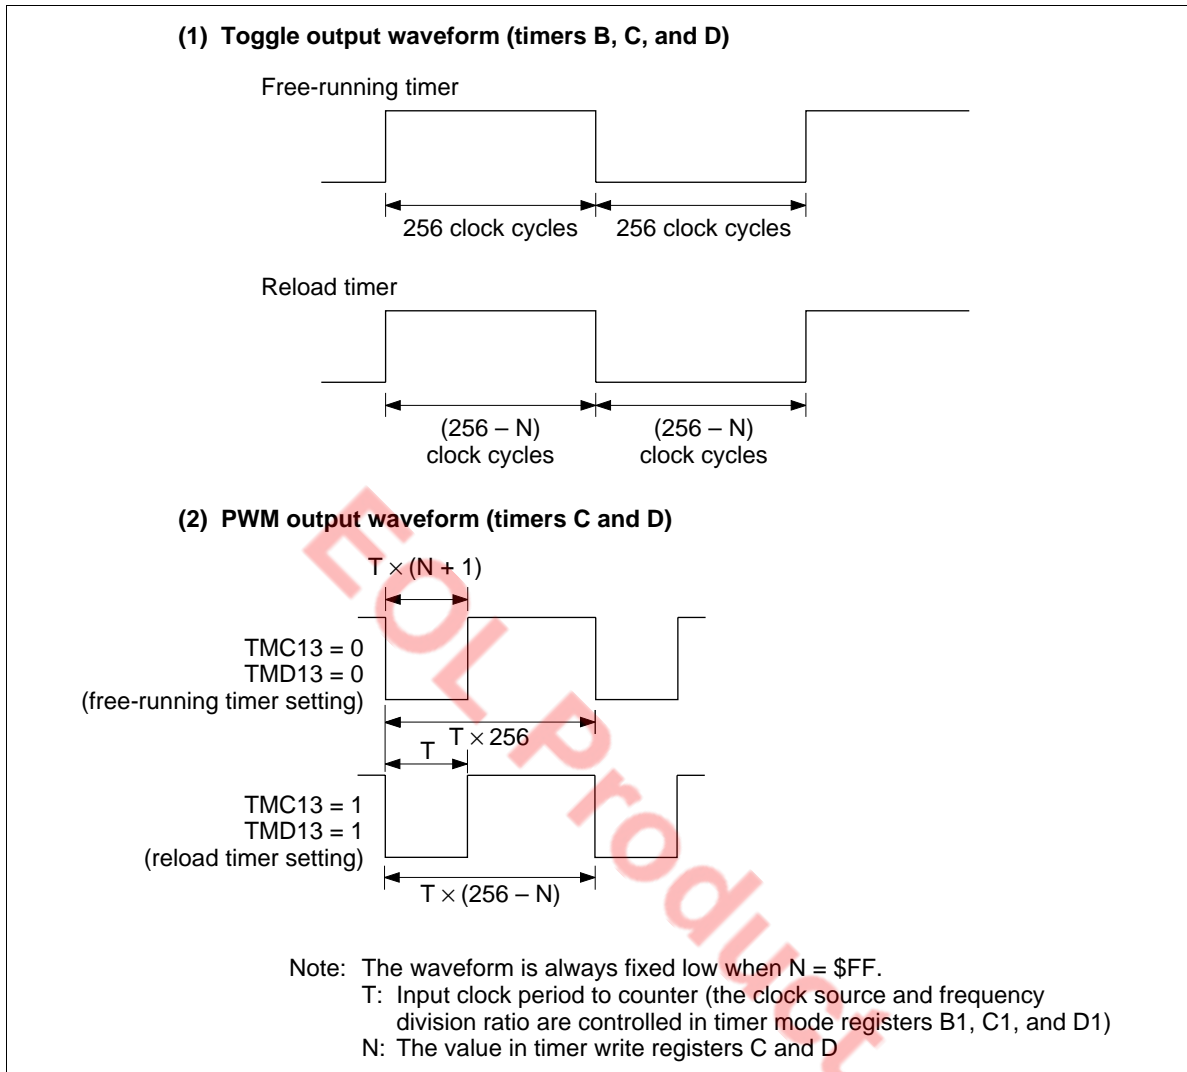 (1) Toggle output waveform (timers B, C, and D)
Free-running timer
256 clock cycles 256 clock cycles
Reload timer
(256 – N) (256 – N)
clock cycles clock cycles
(2) PWM output waveform (timers C and D)
T × (N + 1)
TMC13 = 0
TMD13 = 0
(free-running timer setting)
T × 256
T
TMC13 = 1
TMD13 = 1
(reload timer setting)
T × (256 – N)
Note: The waveform is always fixed low when N = $FF.
T: Input clock period to counter (the clock source and frequency
division ratio are controlled in timer mode registers B1, C1, and D1)
N: The value in timer write registers C and D
EOL Product